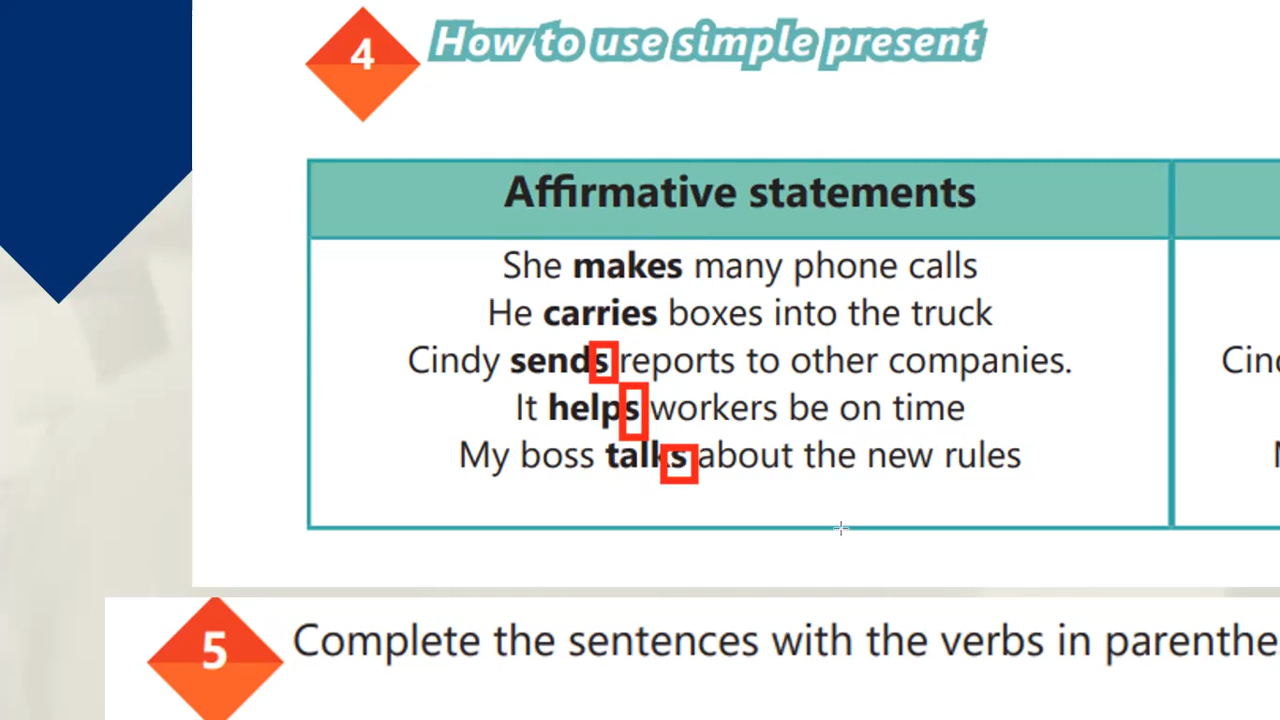 4
How to use simple present
Affirmative statements
She makes many phone calls
He carries boxes into the truck
Cindy sends reports to other companies.
It helps workers be on time
My boss talks about the new rules
5
Complete the sentences with the verbs in